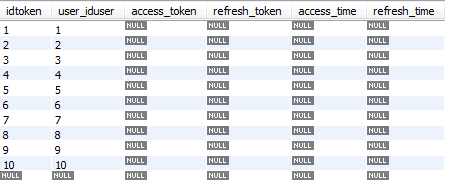 idtoken user_iduser access_token refresh_token access_time refresh_time
1 1 NULL NULL NULL NULL
2 2 NULL NULL NULL NULL
3 3 NULL NULL NULL NULL
4 4 NULL NULL NULL NULL
5 5 NULL NULL NULL NULL
6 6 NULL NULL NULL NULL
7 7 NULL NULL NULL NULL
8 8 NULL NULL NULL NULL
9 9 NULL NULL NULL NULL
10 10 NULL NULL NULL NULL
NULL NULL NULL NULL NULL NULL